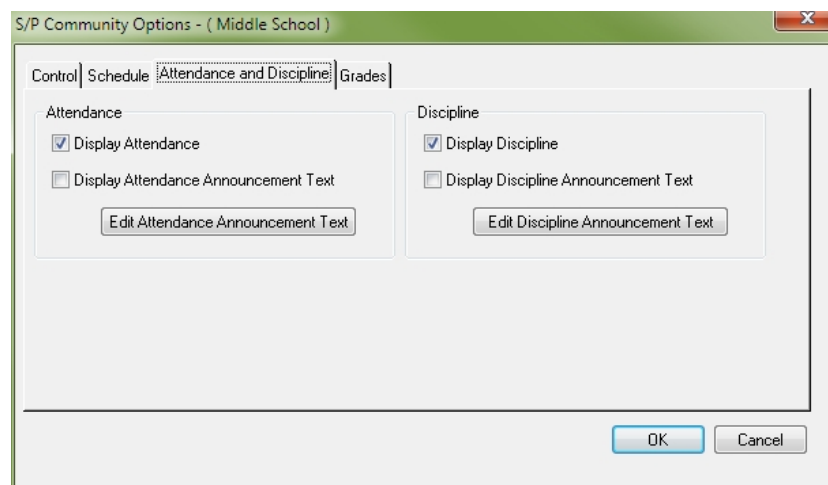 S/P Community Options - ( Middle School )
Control Schedule Attendance and Discipline Grades
Attendance
Display Attendance
Display Attendance Announcement Text
Edit Attendance Announcement Text
Discipline
Display Discipline
Display Discipline Announcement Text
Edit Discipline Announcement Text
OK Cancel